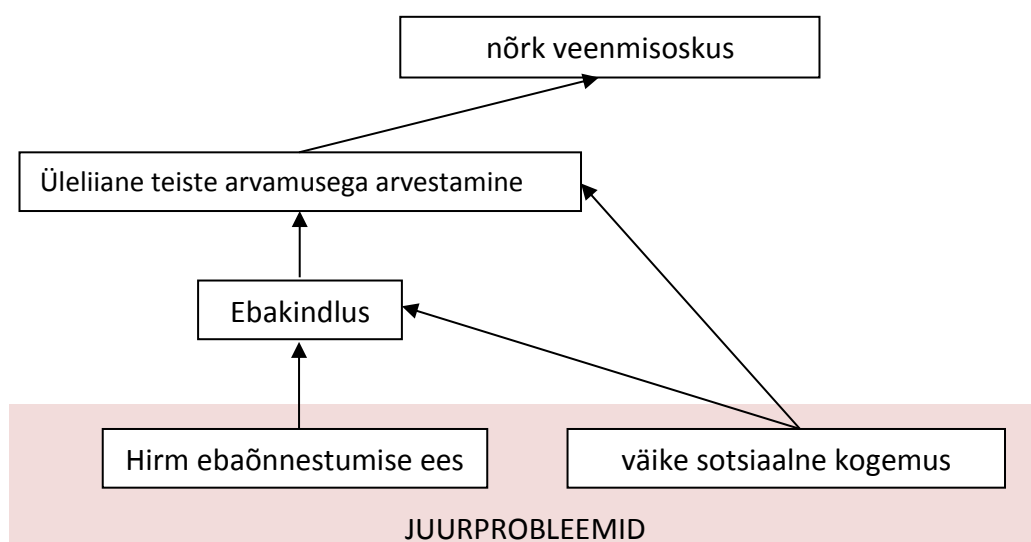 nõrk veenmisoskus
Üleliiane teiste arvamusega arvestamine
Ebakindlus
Hirm ebaõnnestumise ees
väike sotsiaalne kogemus
JUURPROBLEEMID